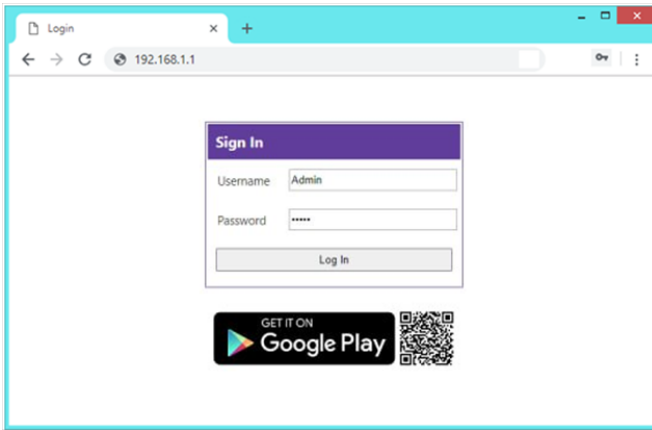 Login
192.168.1.1
Sign In
Username Admin
Password •••••
Log In
GET IT ON
Google Play